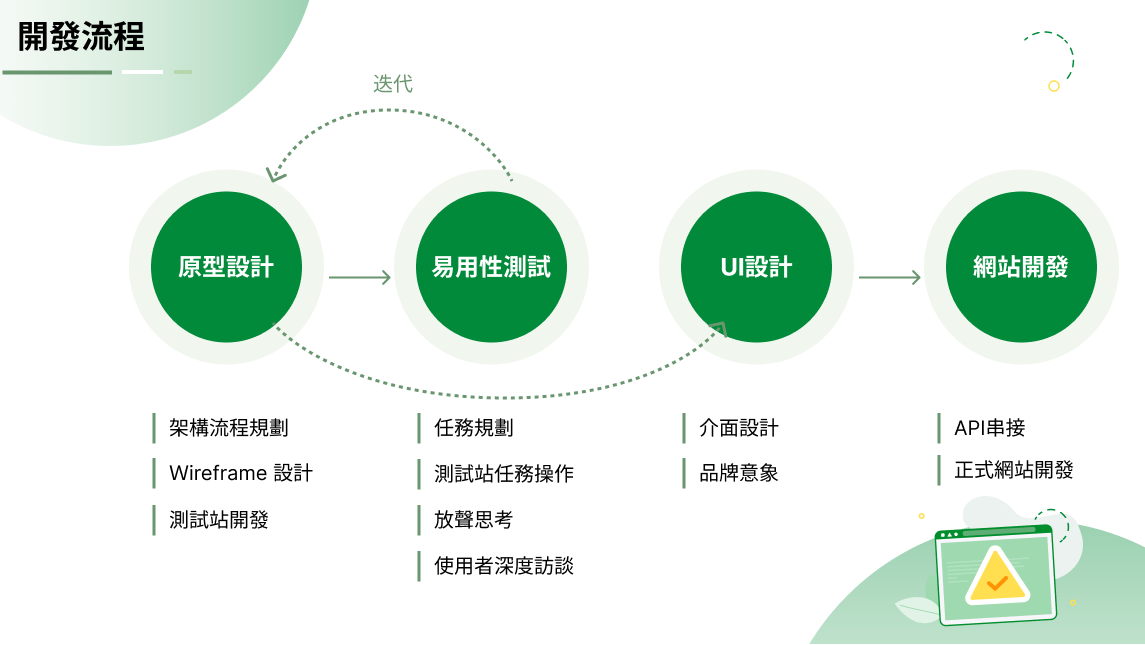 開發流程
迭代
原型設計
易用性測試
UI設計
網站開發
架構流程規劃
Wireframe 設計
測試站開發
任務規劃
測試站任務操作
放聲思考
使用者深度訪談
介面設計
品牌意象
API串接
正式網站開發